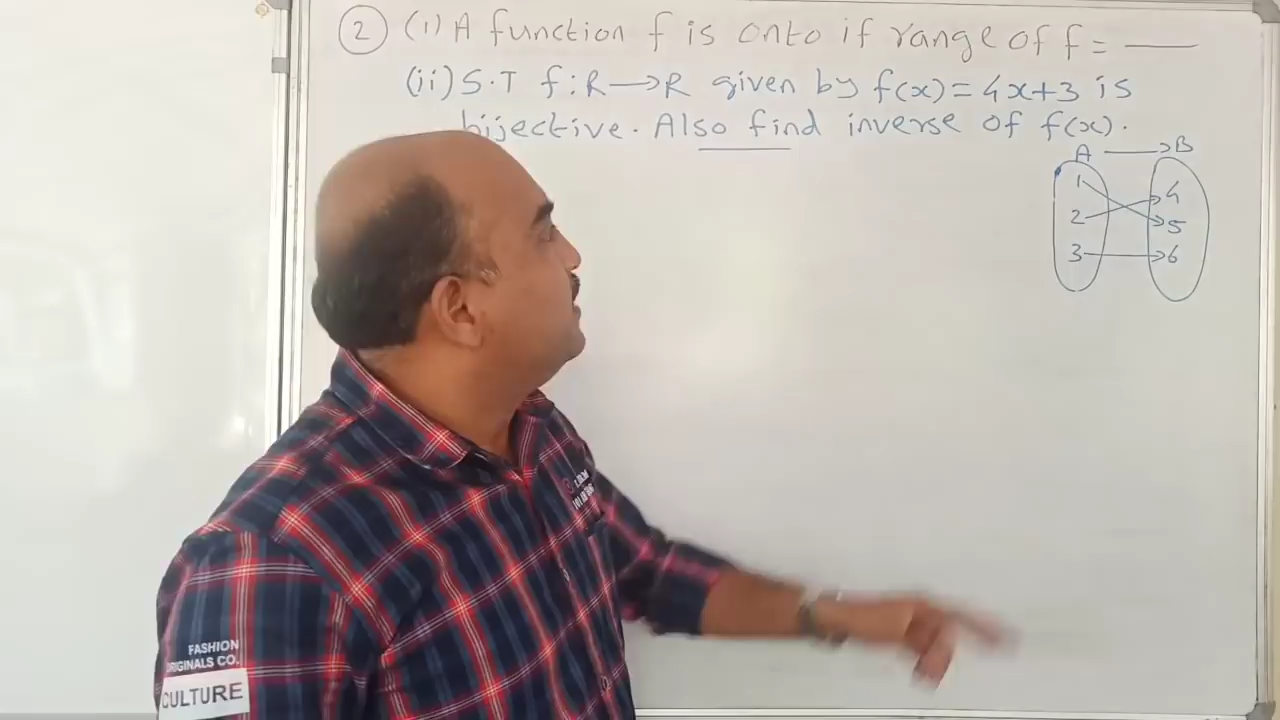 ② (i) A function f is onto if range of f = ——
(ii) S.T f : R → R given by f(x) = 4x+3 is
bijective. Also find inverse of f(x).
A → B
1 4
2 5
3 6
FASHION
ORIGINALS CO.
CULTURE